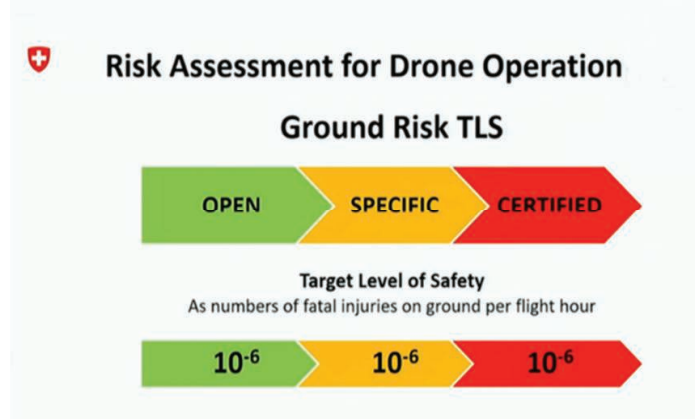 Risk Assessment for Drone Operation
Ground Risk TLS
OPEN SPECIFIC CERTIFIED
Target Level of Safety
As numbers of fatal injuries on ground per flight hour
10⁻⁶ 10⁻⁶ 10⁻⁶